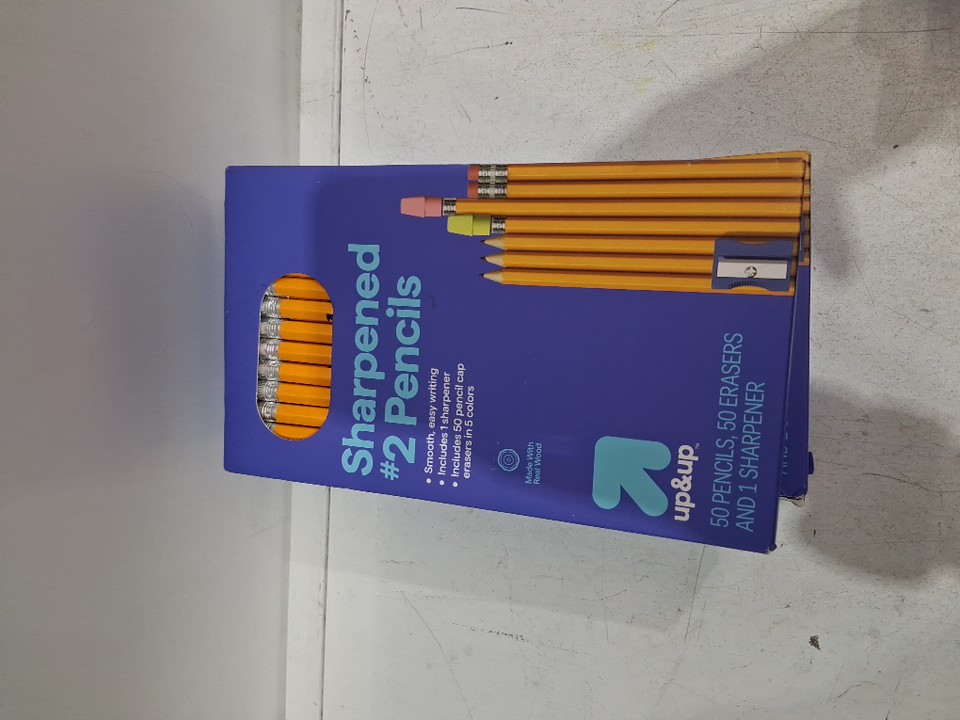 Sharpened
#2 Pencils
• Smooth, easy writing
• Includes 1 sharpener
• Includes 50 pencil cap
erasers in 5 colors
Made With
Real Wood
up&up™
50 PENCILS, 50 ERASERS
AND 1 SHARPENER